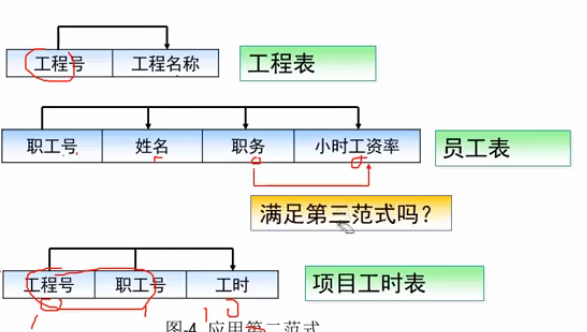 工程号 工程名称 工程表
职工号 姓名 职务 小时工资率 员工表
满足第三范式吗？
工程号 职工号 工时 项目工时表
图-4 应用第二范式